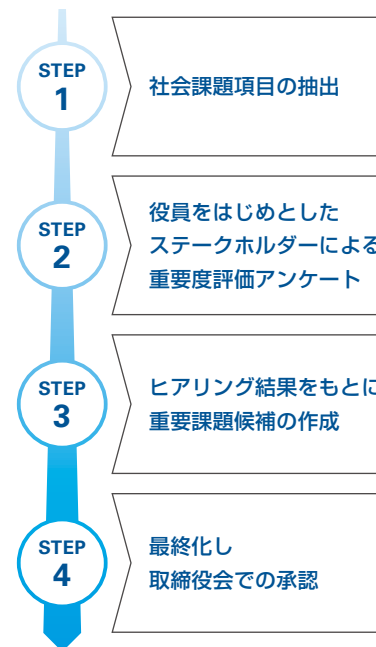 STEP
1
社会課題項目の抽出
STEP
2
役員をはじめとした
ステークホルダーによる
重要度評価アンケート
STEP
3
ヒアリング結果をもとに
重要課題候補の作成
STEP
4
最終化し
取締役会での承認